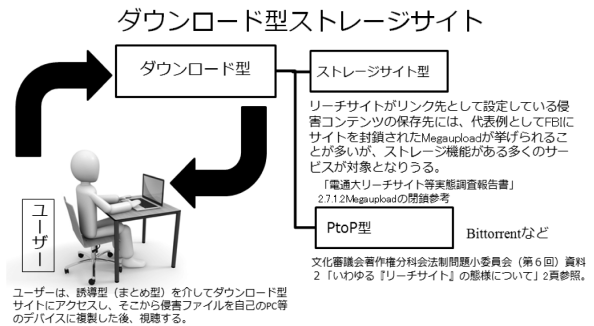 ダウンロード型ストレージサイト
ダウンロード型
ストレージサイト型
リーチサイトがリンク先として設定している侵
害コンテンツの保存先には、代表例としてFBIに
サイトを封鎖されたMegauploadが挙げられるこ
とが多いが、ストレージ機能がある多くのサー
ビスが対象となりうる。
「電通大リーチサイト等実態調査報告書」
2.7.1.2Megauploadの閉鎖参考
PtoP型
Bittorrentなど
文化審議会著作権分科会法制問題小委員会（第６回）資料
２「いわゆる『リーチサイト』の態様について」2頁参照。
ユーザー
ユーザーは、誘導型（まとめ型）を介してダウンロード型
サイトにアクセスし、そこから侵害ファイルを自己のPC等
のデバイスに複製した後、視聴する。